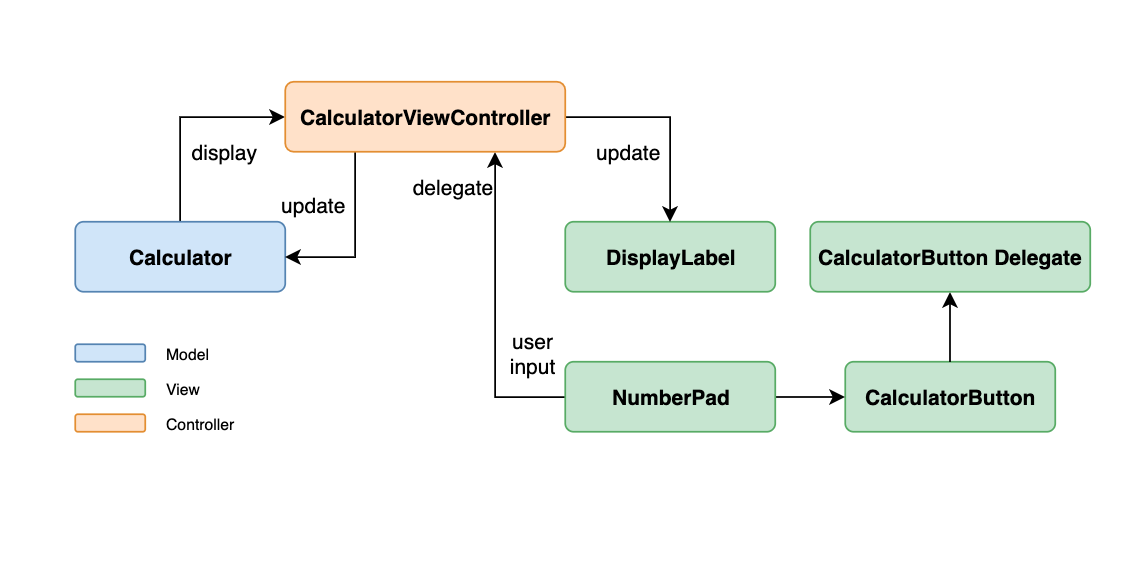 CalculatorViewController
display
update
delegate
update
Calculator
DisplayLabel
CalculatorButton Delegate
user
input
NumberPad
CalculatorButton
Model
View
Controller